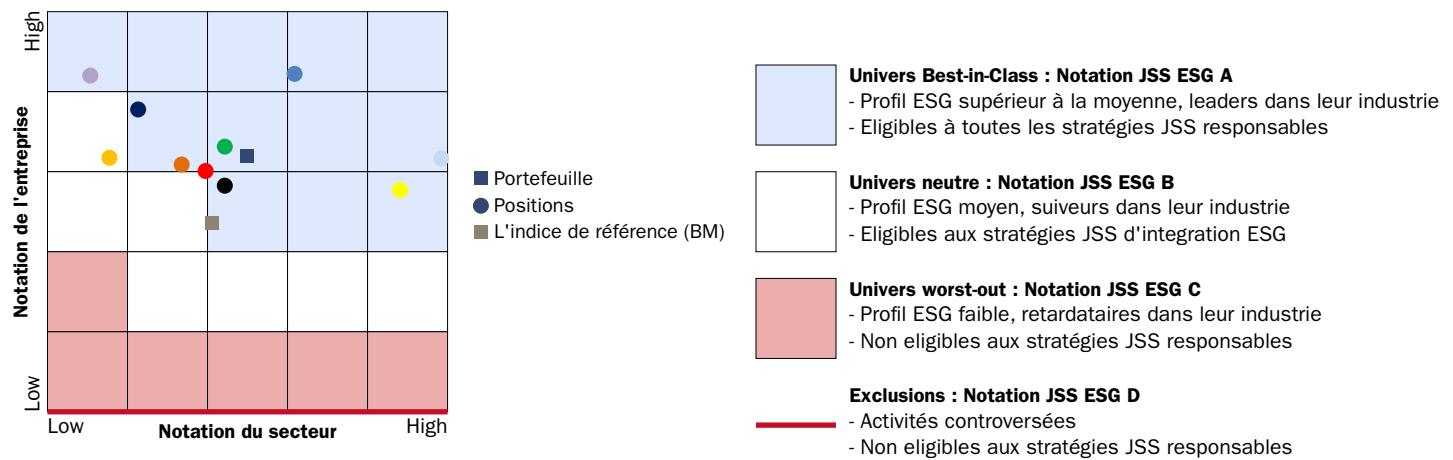 High
Notation de l'entreprise
Low
Low
Notation du secteur
High
Portefeuille
Positions
L'indice de référence (BM)
Univers Best-in-Class : Notation JSS ESG A
- Profil ESG supérieur à la moyenne, leaders dans leur industrie
- Eligibles à toutes les stratégies JSS responsables
Univers neutre : Notation JSS ESG B
- Profil ESG moyen, suiveurs dans leur industrie
- Eligibles aux stratégies JSS d'integration ESG
Univers worst-out : Notation JSS ESG C
- Profil ESG faible, retardataires dans leur industrie
- Non eligibles aux stratégies JSS responsables
Exclusions : Notation JSS ESG D
- Activités controversées
- Non eligibles aux stratégies JSS responsables